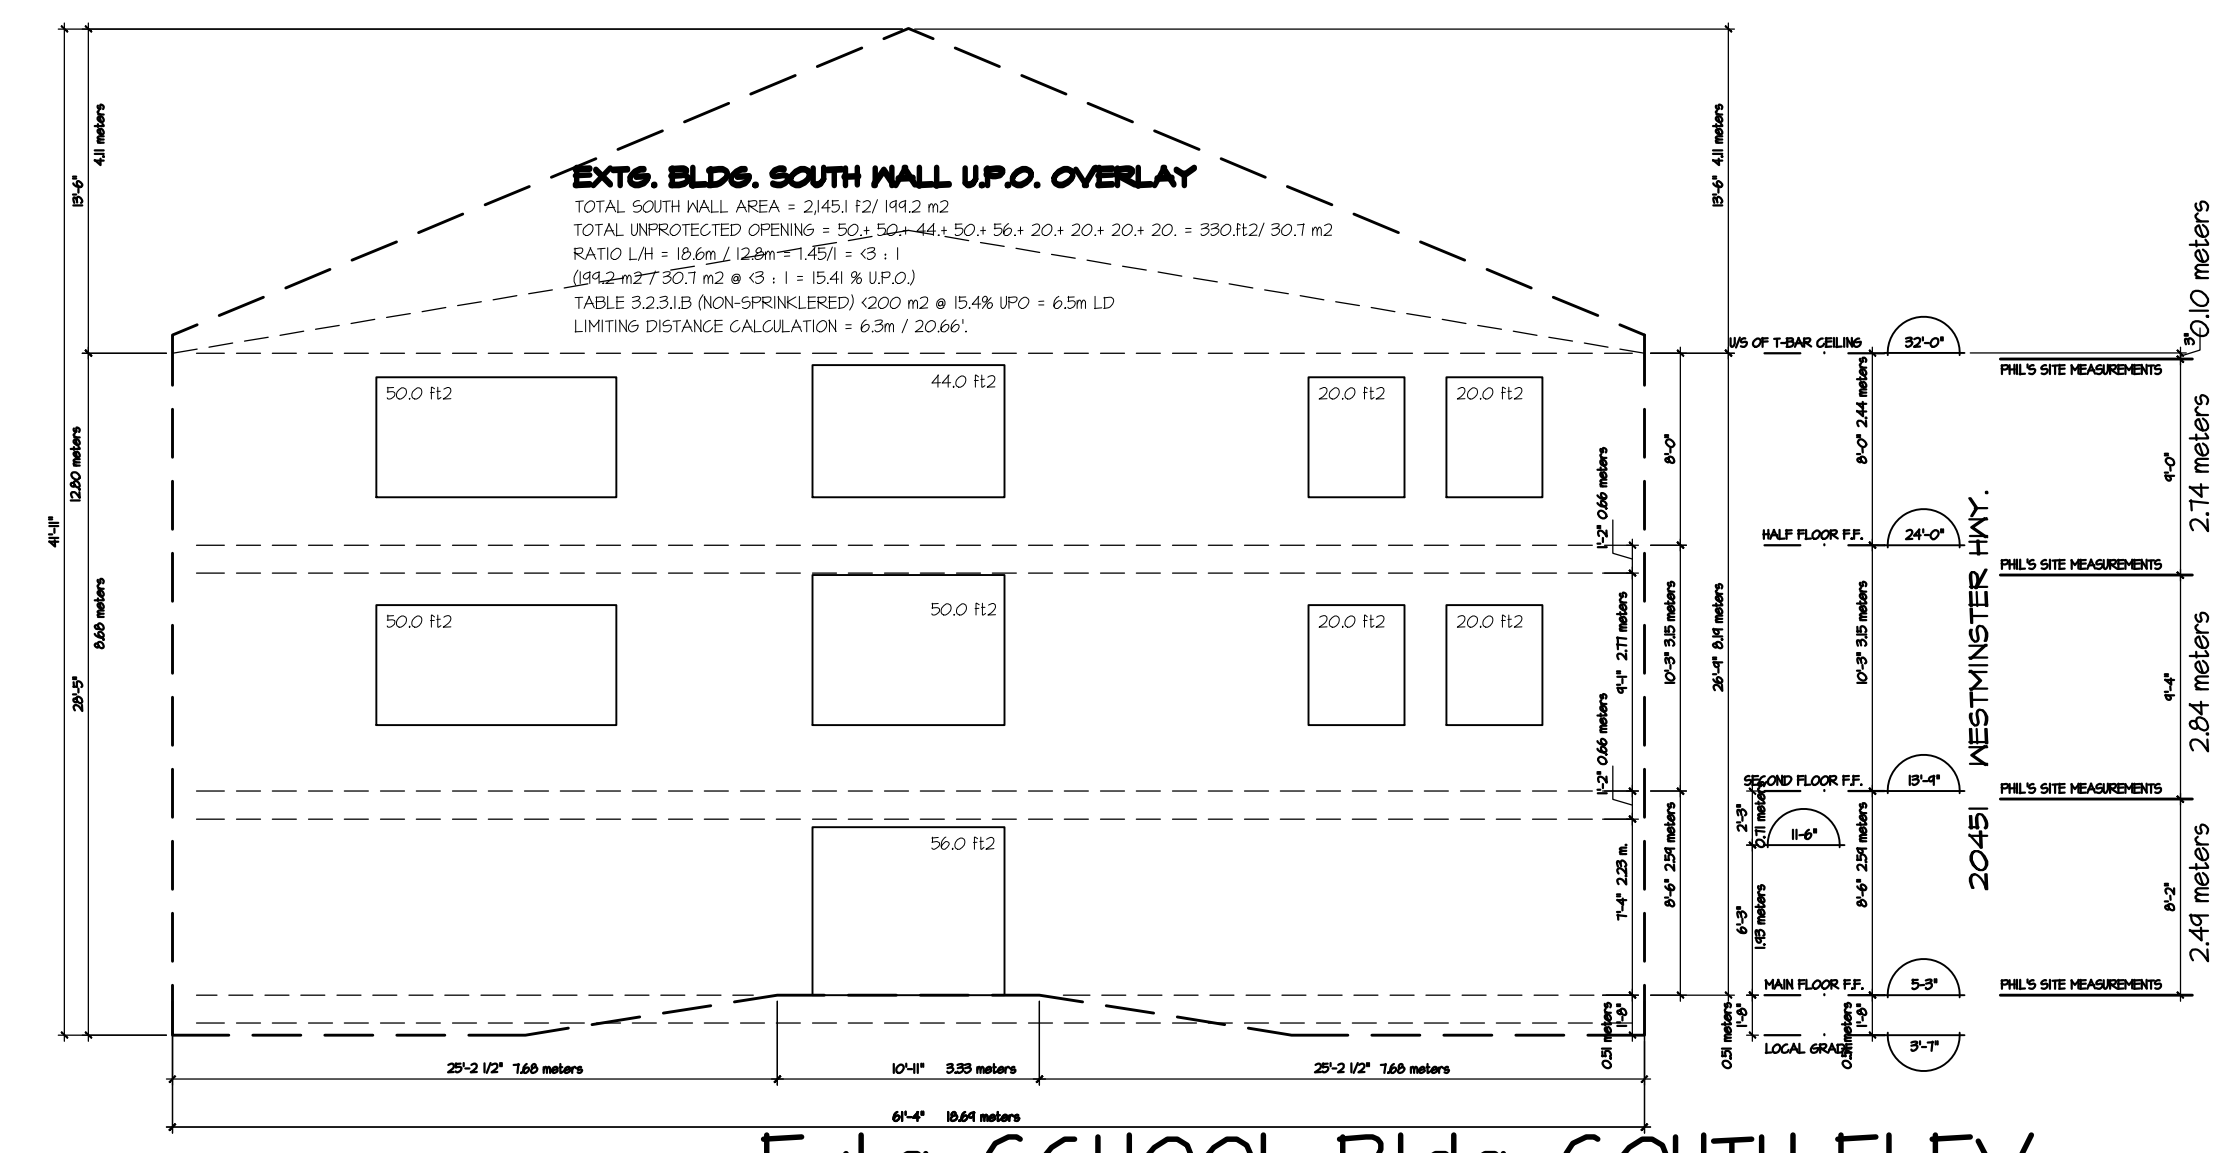 EXTG. BLDG. SOUTH WALL U.P.O. OVERLAY
TOTAL SOUTH WALL AREA = 2,145.1 f2/ 199.2 m2
TOTAL UNPROTECTED OPENING = 50.+ 50.+ 44.+ 50.+ 56.+ 20.+ 20.+ 20.+ 20. = 330.ft2/ 30.7 m2
RATIO L/H = 18.6m / 12.8m = 1.45/1 = <3 : 1
(199.2 m2 / 30.7 m2 @ <3 : 1 = 15.41 % U.P.O.)
TABLE 3.2.3.1.B (NON-SPRINKLERED) <200 m2 @ 15.4% UPO = 6.5m LD
LIMITING DISTANCE CALCULATION = 6.3m / 20.66'.
4.11 meters
13'-6"
12.80 meters
41'-11"
8.68 meters
28'-5"
50.0 ft2
44.0 ft2
20.0 ft2
20.0 ft2
50.0 ft2
50.0 ft2
20.0 ft2
20.0 ft2
56.0 ft2
25'-2 1/2" 7.68 meters
10'-11" 3.33 meters
25'-2 1/2" 7.68 meters
61'-4" 18.69 meters
1'-2" 0.66 meters
9'-1" 2.77 meters
1'-2" 0.66 meters
7'-4" 2.23 m.
1'-8"
0.51 meters
8'-0"
10'-3" 3.15 meters
8'-6" 2.59 meters
13'-6" 4.11 meters
26'-9" 8.19 meters
0.51 meters
U/S OF T-BAR CEILING
32'-0"
HALF FLOOR F.F.
24'-0"
SECOND FLOOR F.F.
13'-9"
11-6"
MAIN FLOOR F.F.
5-3"
LOCAL GRADE
3'-7"
2'-3"
0.71 meters
6'-3"
1.93 meters
1'-8"
8'-0" 2.44 meters
10'-3" 3.15 meters
8'-6" 2.59 meters
1'-8"
0.51 meters
20451 WESTMINSTER HWY.
PHIL'S SITE MEASUREMENTS
PHIL'S SITE MEASUREMENTS
PHIL'S SITE MEASUREMENTS
PHIL'S SITE MEASUREMENTS
3"
0.10 meters
9'-0"
2.74 meters
9'-4"
2.84 meters
8'-2"
2.49 meters
SCHOOL Bldg. SOUTH ELEV